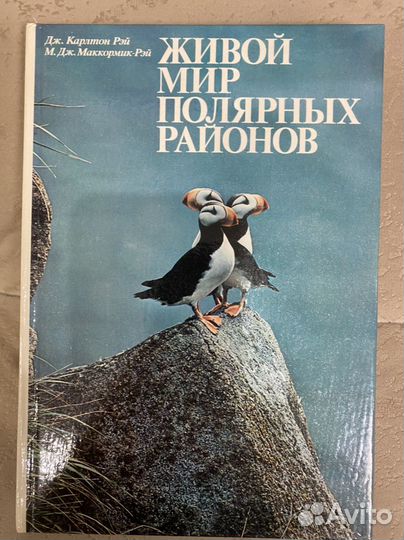 Дж. Карлтон Рэй
М. Дж. Маккормик-Рэй
ЖИВОЙ
МИР
ПОЛЯРНЫХ
РАЙОНОВ
Avito